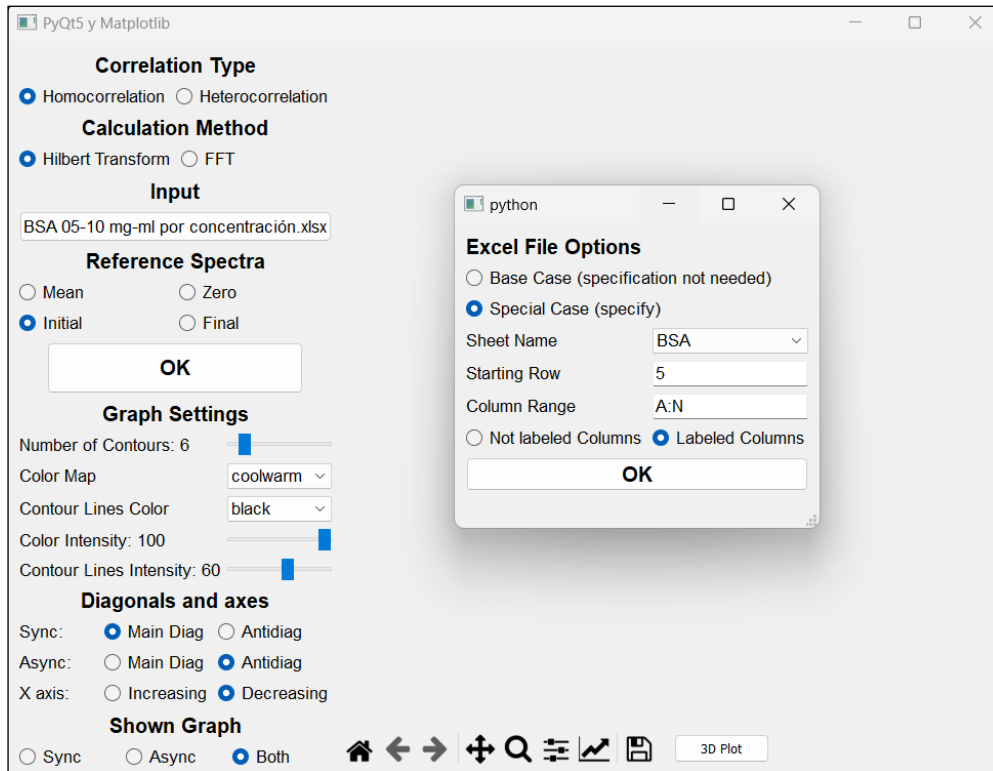 PyQt5 y Matplotlib
Correlation Type
Homocorrelation Heterocorrelation
Calculation Method
Hilbert Transform FFT
Input
BSA 05-10 mg-ml por concentración.xlsx
Reference Spectra
Mean Zero
Initial Final
OK
Graph Settings
Number of Contours: 6
Color Map coolwarm
Contour Lines Color black
Color Intensity: 100
Contour Lines Intensity: 60
Diagonals and axes
Sync: Main Diag Antidiag
Async: Main Diag Antidiag
X axis: Increasing Decreasing
Shown Graph
Sync Async Both
python
Excel File Options
Base Case (specification not needed)
Special Case (specify)
Sheet Name BSA
Starting Row 5
Column Range A:N
Not labeled Columns Labeled Columns
OK
3D Plot